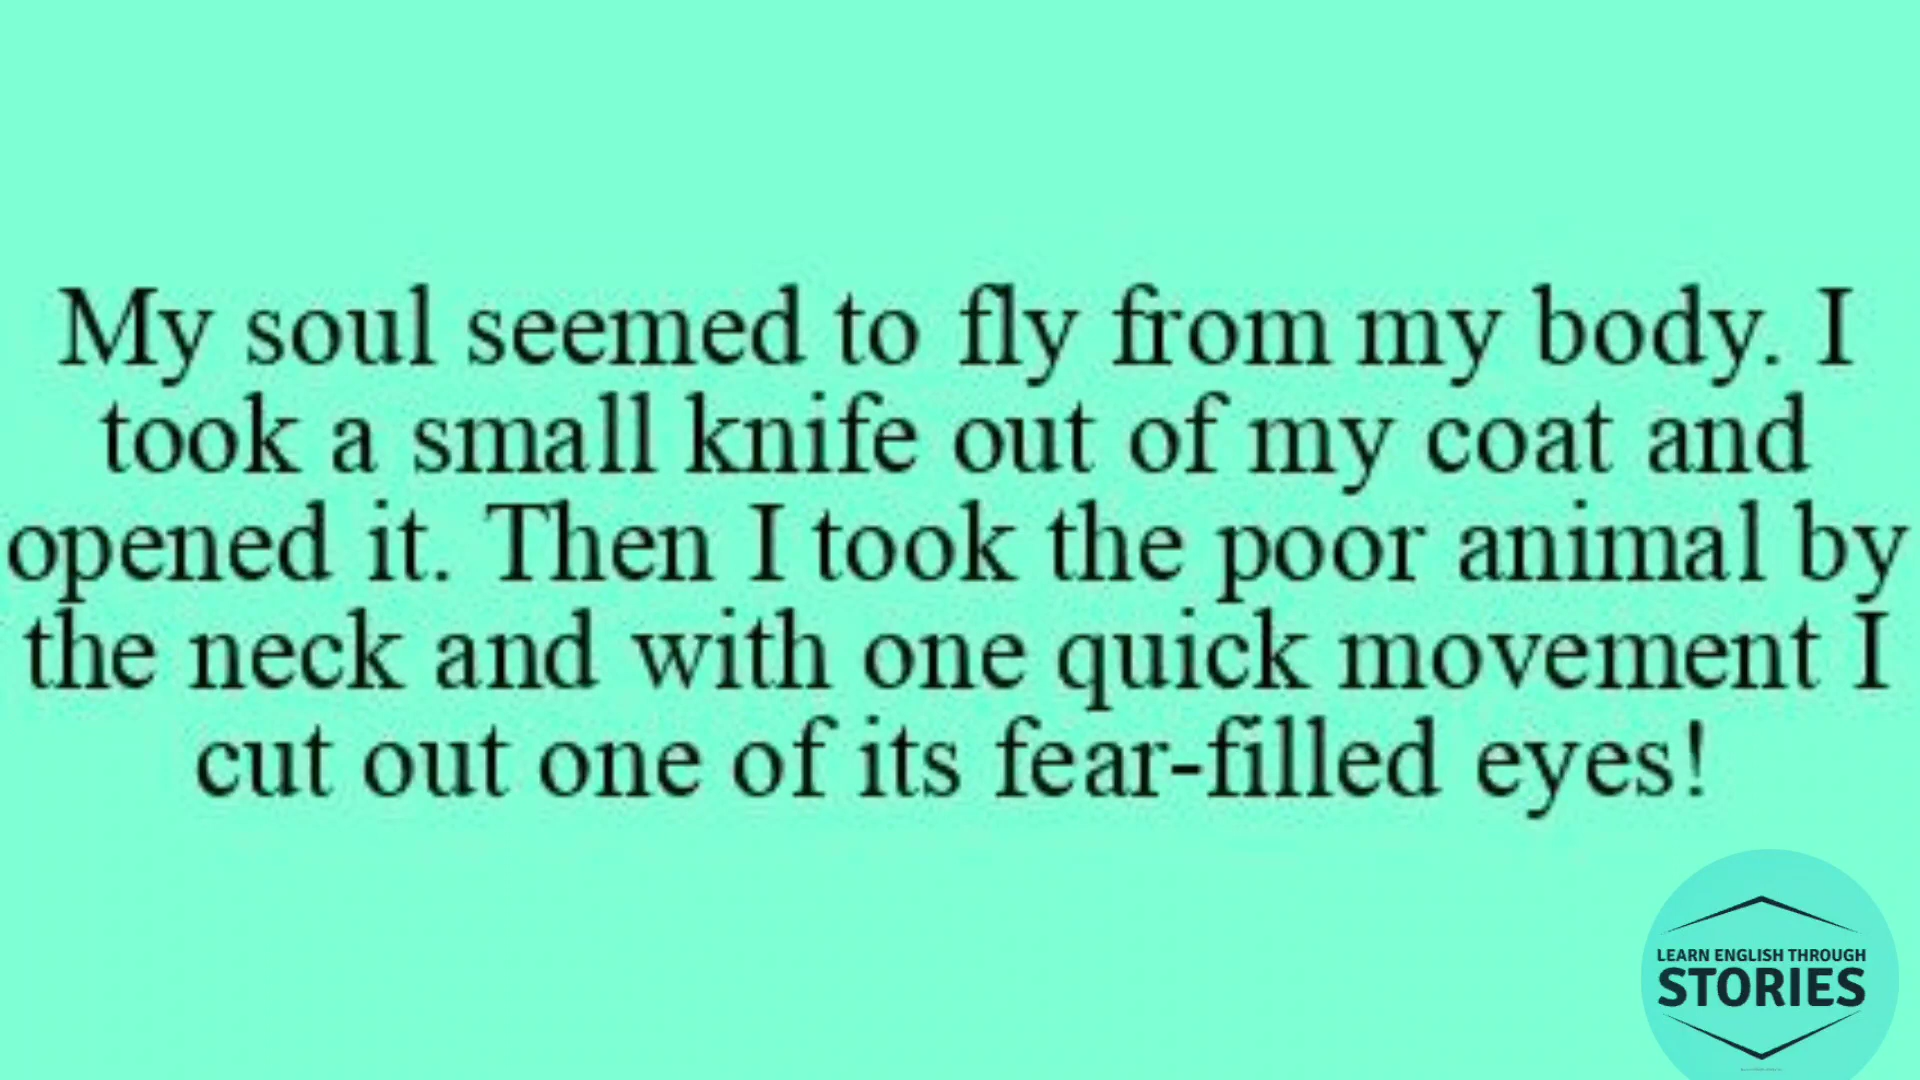 My soul seemed to fly from my body. I
took a small knife out of my coat and
opened it. Then I took the poor animal by
the neck and with one quick movement I
cut out one of its fear-filled eyes!
LEARN ENGLISH THROUGH
STORIES